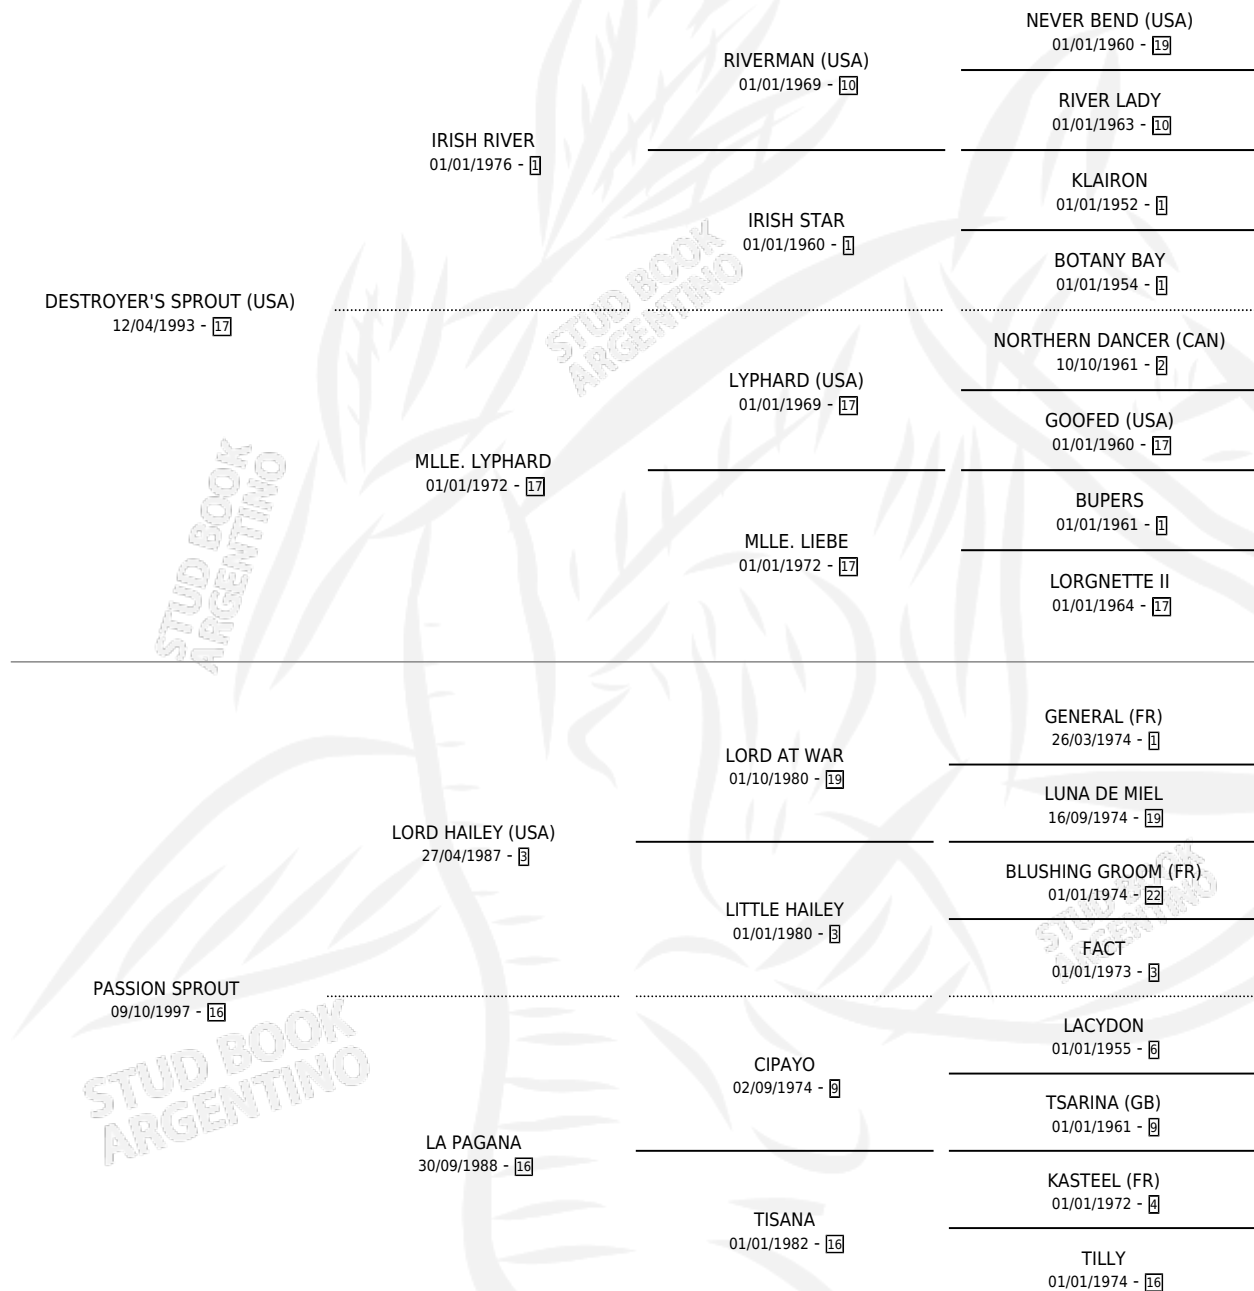 NEVER BEND (USA)
01/01/1960 - 19
RIVERMAN (USA)
01/01/1969 - 10
RIVER LADY
01/01/1963 - 10
IRISH RIVER
01/01/1976 - 1
KLAIRON
01/01/1952 - 1
IRISH STAR
01/01/1960 - 1
BOTANY BAY
01/01/1954 - 1
DESTROYER'S SPROUT (USA)
12/04/1993 - 17
NORTHERN DANCER (CAN)
10/10/1961 - 2
LYPHARD (USA)
01/01/1969 - 17
GOOFED (USA)
01/01/1960 - 17
MLLE. LYPHARD
01/01/1972 - 17
BUPERS
01/01/1961 - 1
MLLE. LIEBE
01/01/1972 - 17
LORGNETTE II
01/01/1964 - 17
STUD BOOK
ARGENTINO
STUD BOOK
ARGENTINO
GENERAL (FR)
26/03/1974 - 1
LORD AT WAR
01/10/1980 - 19
LUNA DE MIEL
16/09/1974 - 19
LORD HAILEY (USA)
27/04/1987 - 3
BLUSHING GROOM (FR)
01/01/1974 - 22
LITTLE HAILEY
01/01/1980 - 3
FACT
01/01/1973 - 3
PASSION SPROUT
09/10/1997 - 16
LACYDON
01/01/1955 - 6
CIPAYO
02/09/1974 - 9
TSARINA (GB)
01/01/1961 - 9
LA PAGANA
30/09/1988 - 16
KASTEEL (FR)
01/01/1972 - 4
TISANA
01/01/1982 - 16
TILLY
01/01/1974 - 16
STUD BOOK
ARGENTINO
STUD BOOK
ARGENTINO